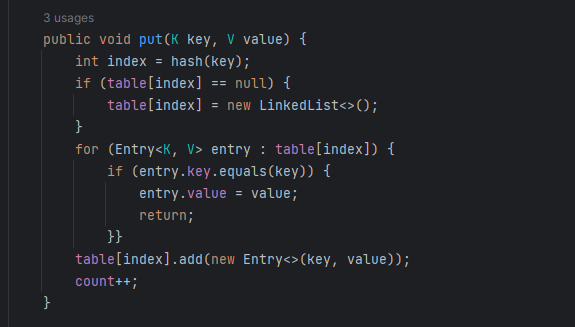 3 usages
public void put(K key, V value) {
    int index = hash(key);
    if (table[index] == null) {
        table[index] = new LinkedList<>();
    }
    for (Entry<K, V> entry : table[index]) {
        if (entry.key.equals(key)) {
            entry.value = value;
            return;
        }}
    table[index].add(new Entry<>(key, value));
    count++;
}